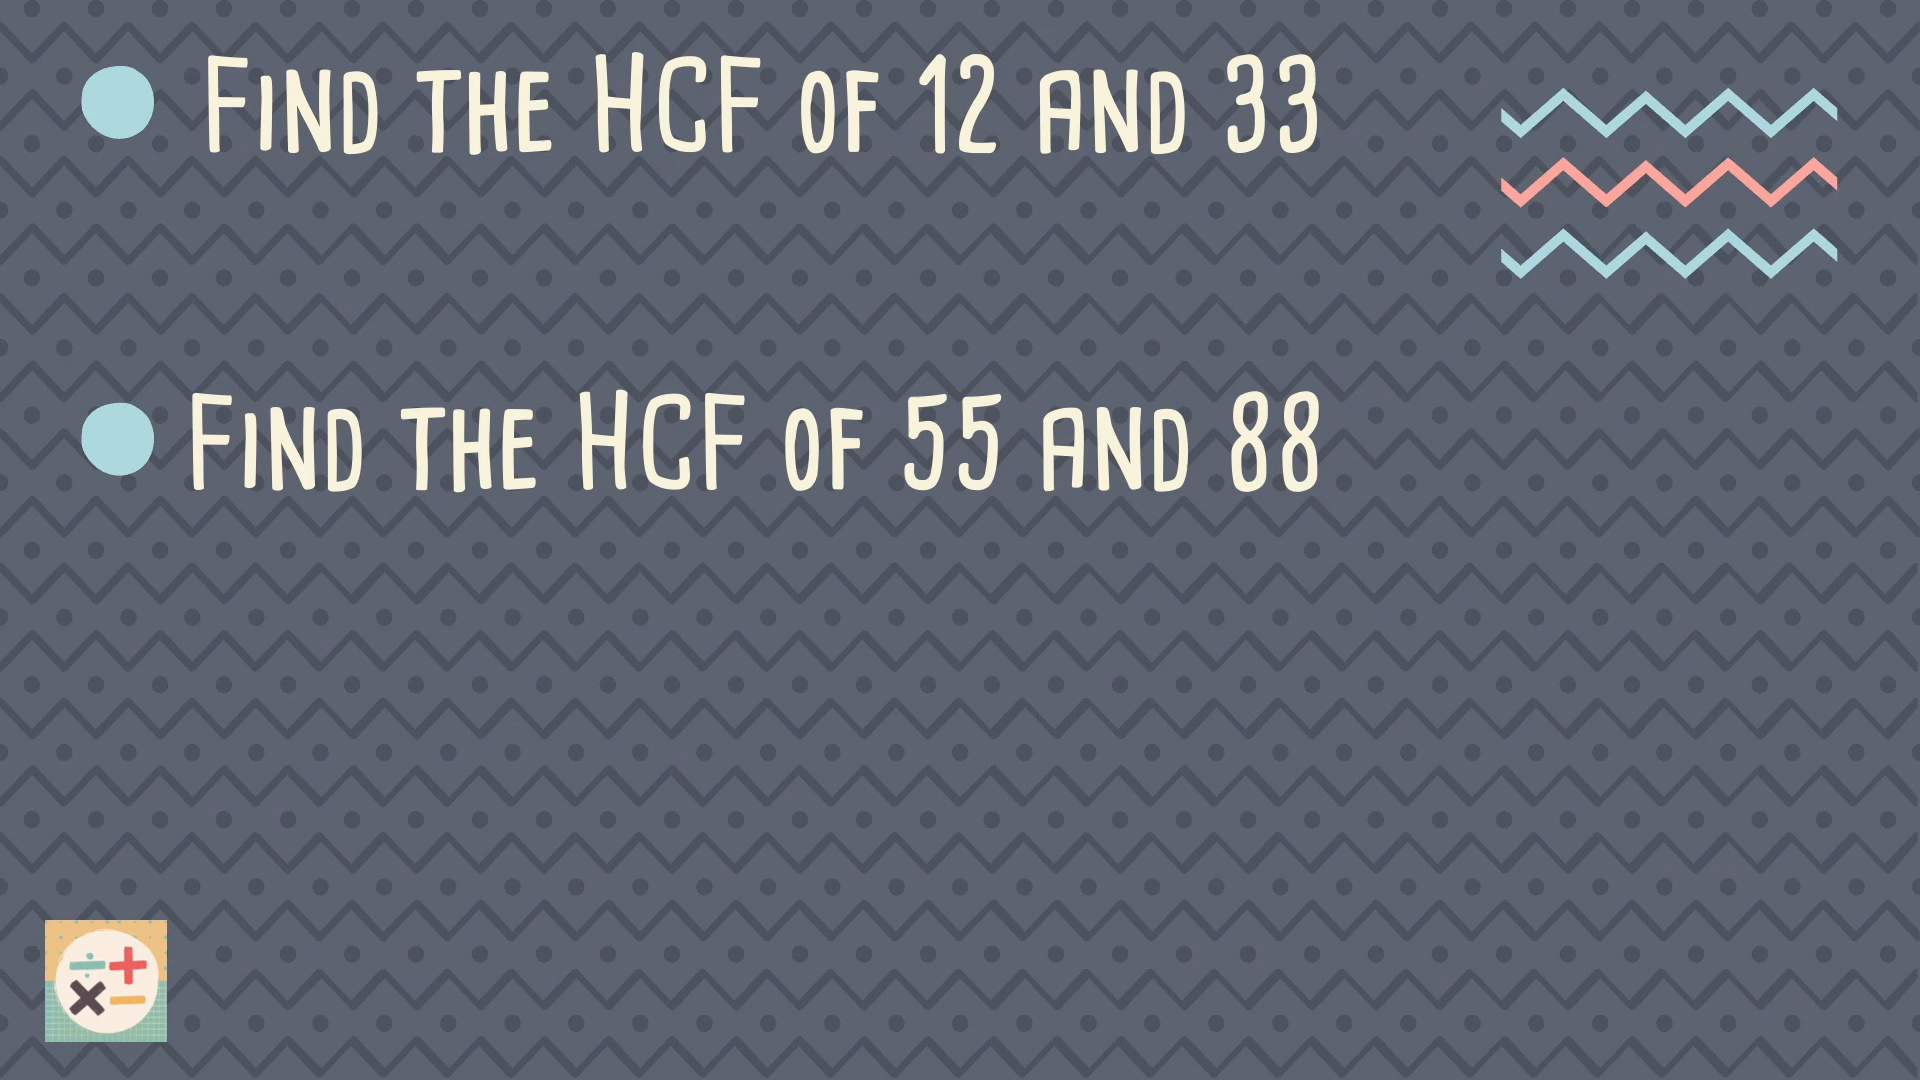 Find the HCF of 12 and 33
Find the HCF of 55 and 88